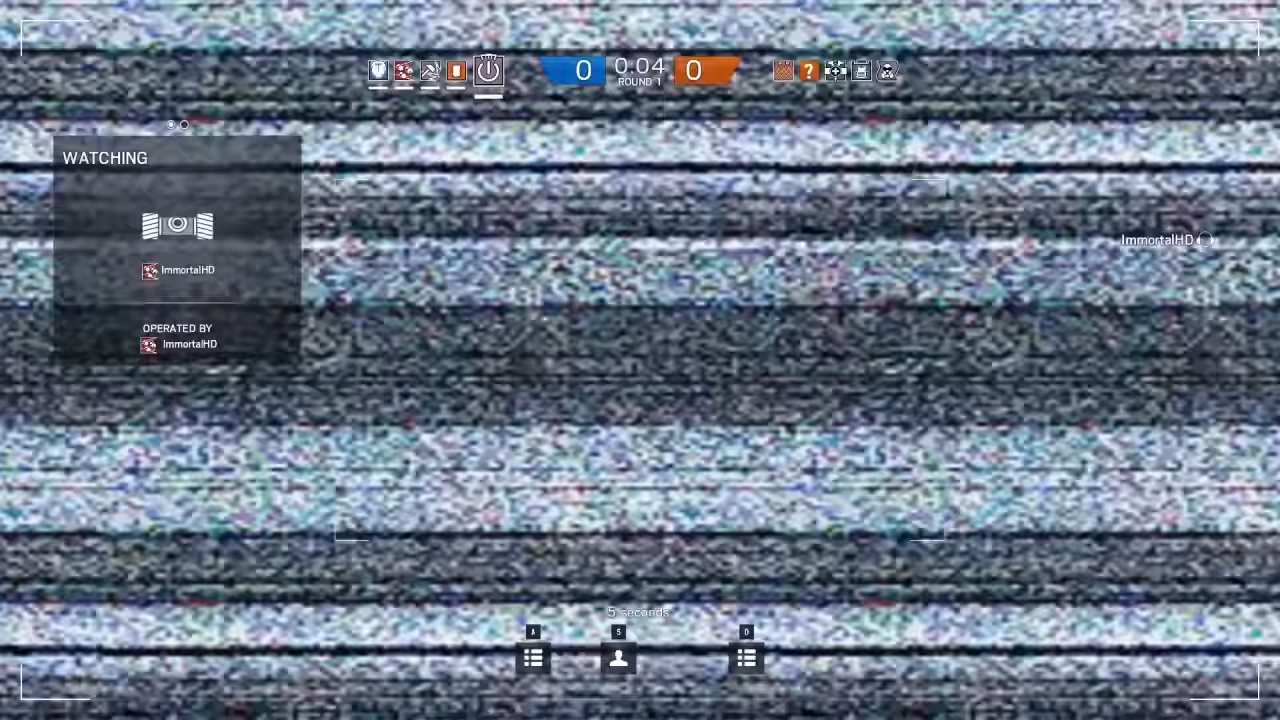 0 0:04 0
ROUND 1
?
WATCHING
ImmortalHD
ImmortalHD
OPERATED BY
ImmortalHD
5 seconds
A S D